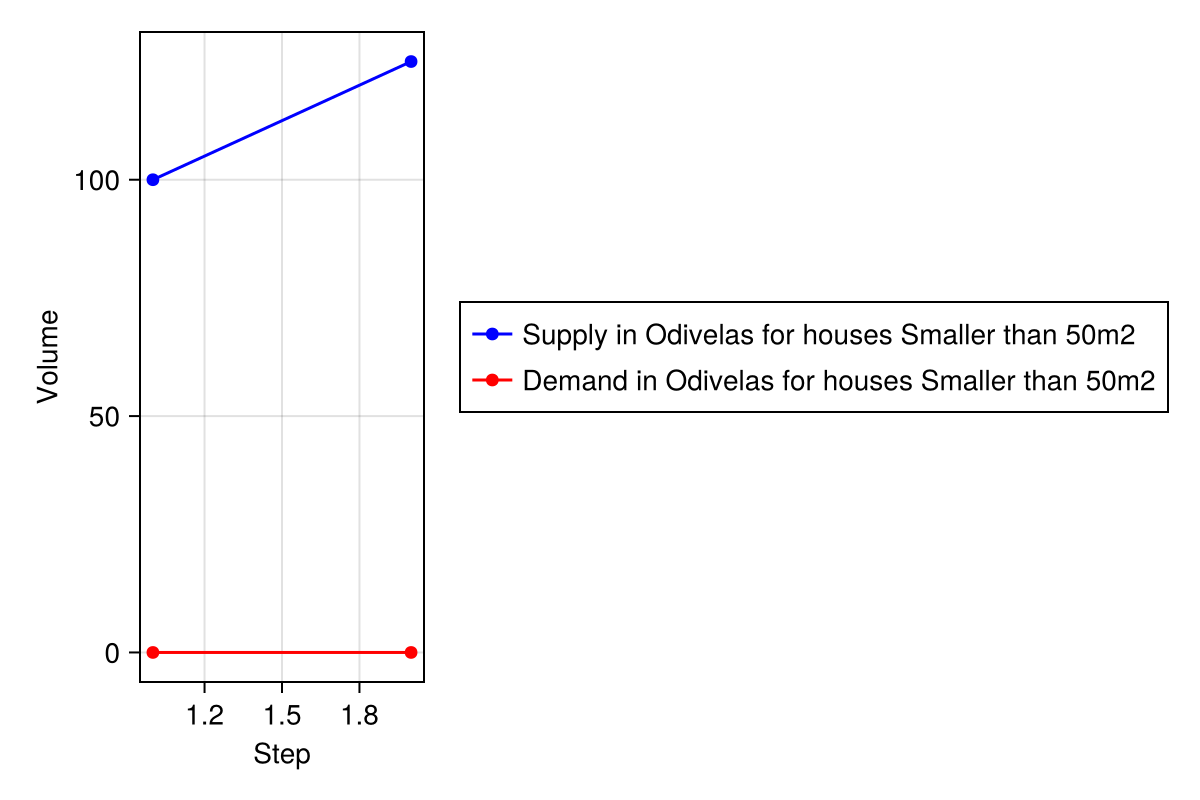 100
50
0
Volume
1.2 1.5 1.8
Step
Supply in Odivelas for houses Smaller than 50m2
Demand in Odivelas for houses Smaller than 50m2